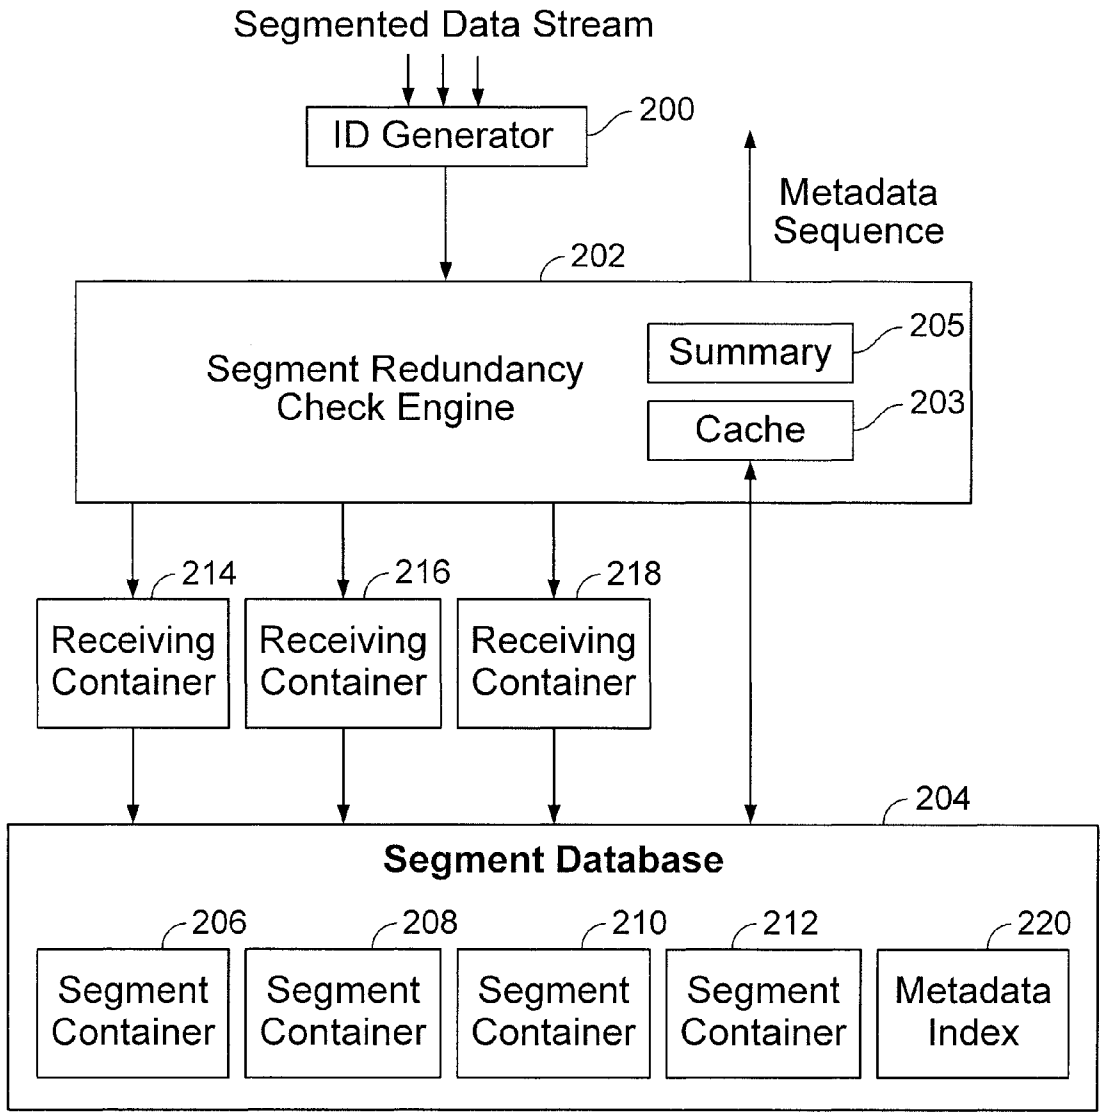 Segmented Data Stream
200
ID Generator
Metadata
Sequence
202
205
Summary
Segment Redundancy
Check Engine
203
Cache
214
216
218
Receiving
Container
Receiving
Container
Receiving
Container
204
Segment Database
206
208
210
212
220
Segment
Container
Segment
Container
Segment
Container
Segment
Container
Metadata
Index